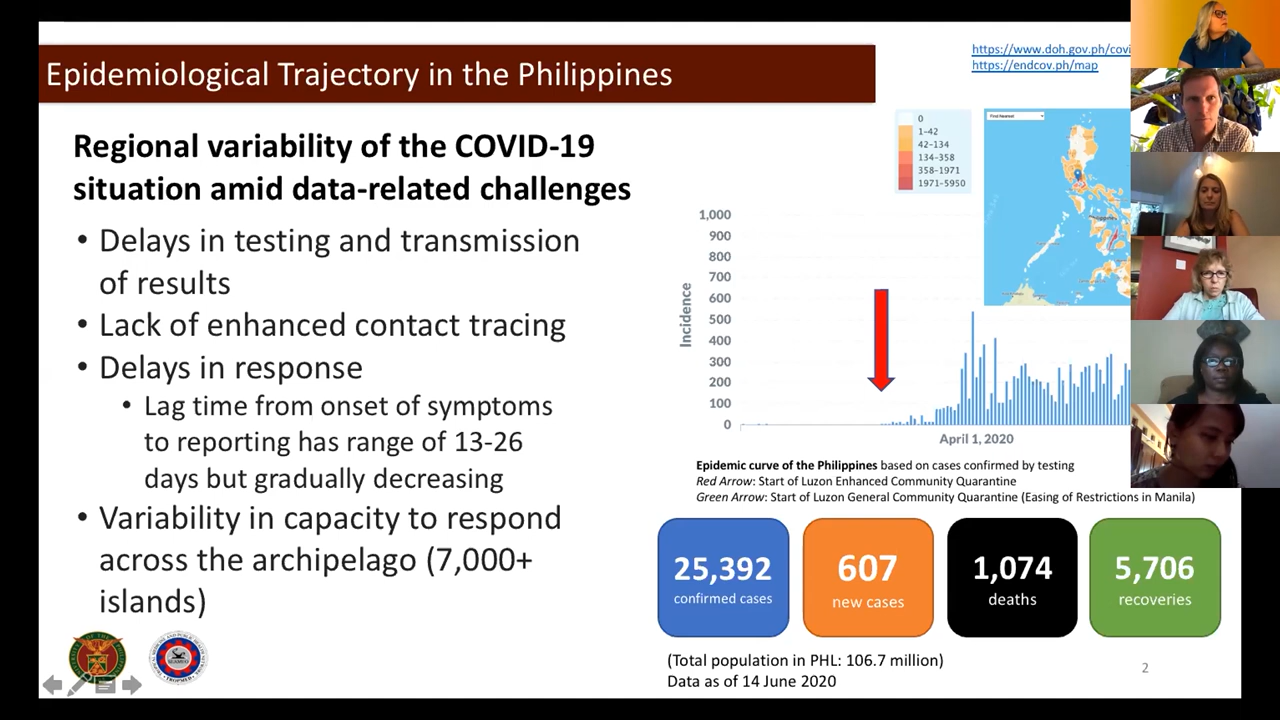 Epidemiological Trajectory in the Philippines
https://www.doh.gov.ph/covi
https://endcov.ph/map
Regional variability of the COVID-19
situation amid data-related challenges
• Delays in testing and transmission
of results
• Lack of enhanced contact tracing
• Delays in response
• Lag time from onset of symptoms
to reporting has range of 13-26
days but gradually decreasing
• Variability in capacity to respond
across the archipelago (7,000+
islands)
0
1-42
42-134
134-358
358-1971
1971-5950
Philippines
1,000
900
800
700
600
500
400
300
200
100
0
Incidence
April 1, 2020
Epidemic curve of the Philippines based on cases confirmed by testing
Red Arrow: Start of Luzon Enhanced Community Quarantine
Green Arrow: Start of Luzon General Community Quarantine (Easing of Restrictions in Manila)
25,392
confirmed cases
607
new cases
1,074
deaths
5,706
recoveries
(Total population in PHL: 106.7 million)
Data as of 14 June 2020
2